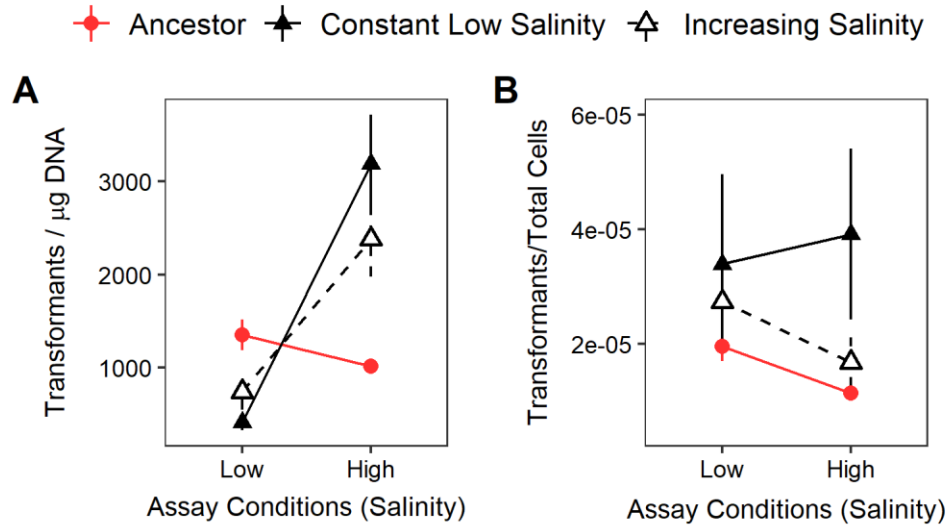 Ancestor Constant Low Salinity Increasing Salinity
A
Transformants / μg DNA
3000
2000
1000
Low High
Assay Conditions (Salinity)
B
Transformants/Total Cells
6e-05
4e-05
2e-05
Low High
Assay Conditions (Salinity)